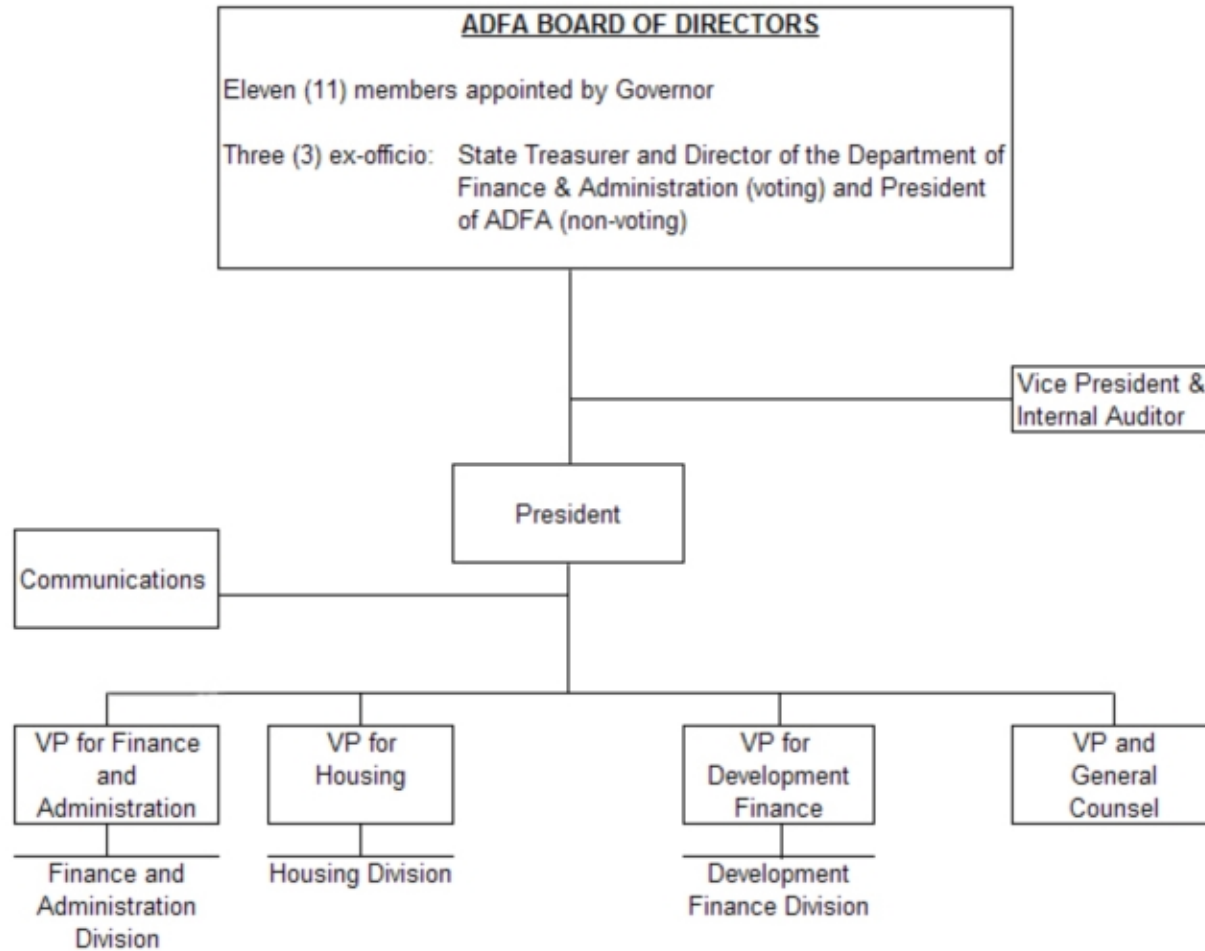 ADFA BOARD OF DIRECTORS
Eleven (11) members appointed by Governor
Three (3) ex-officio: State Treasurer and Director of the Department of
Finance & Administration (voting) and President
of ADFA (non-voting)
Vice President &
Internal Auditor
President
Communications
VP for Finance
and
Administration
VP for
Housing
VP for
Development
Finance
VP and
General
Counsel
Finance and
Administration
Division
Housing Division
Development
Finance Division